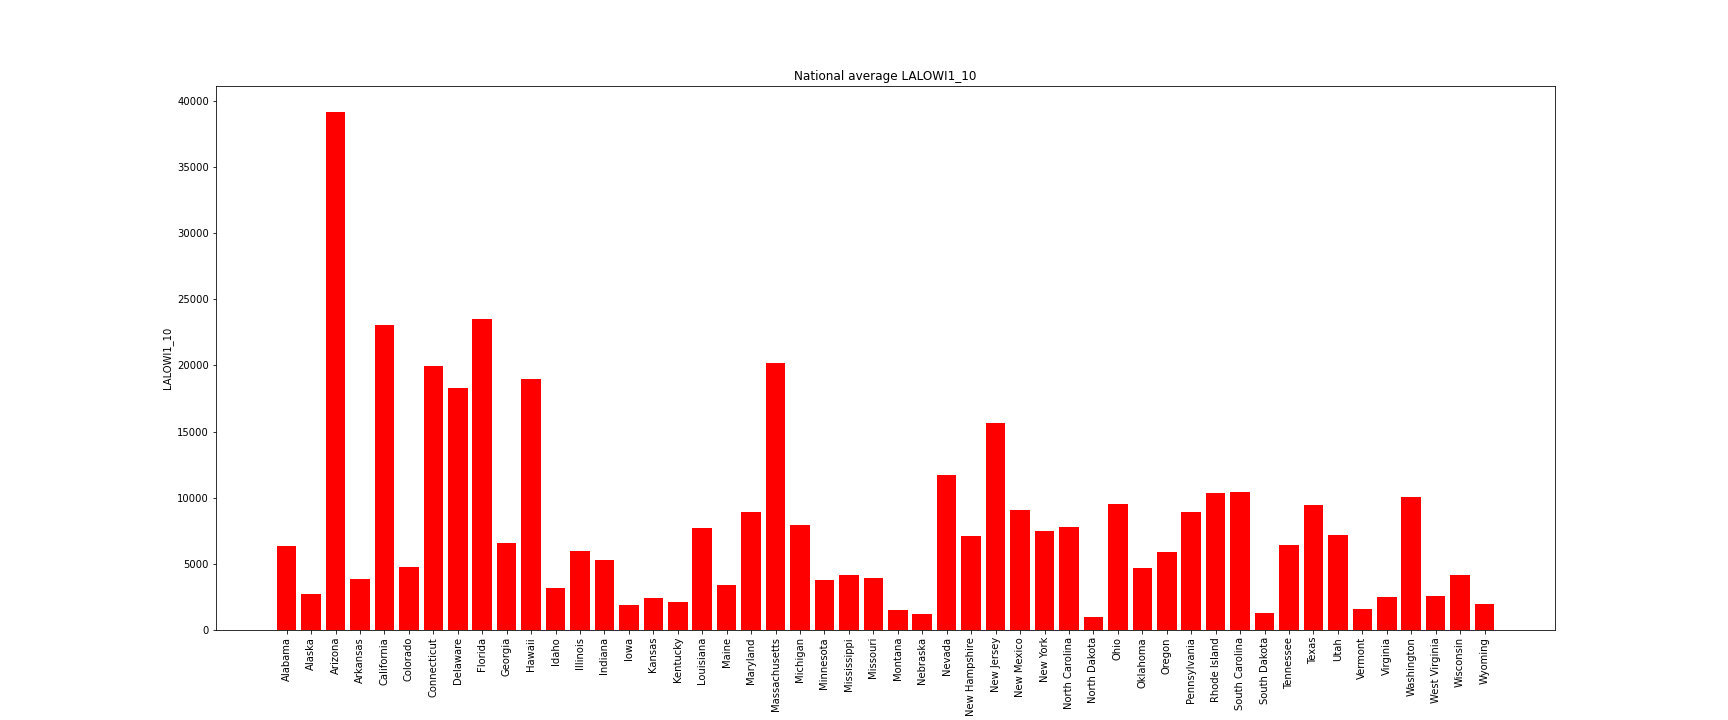 National average LALOWI1_10
LALOWI1_10
40000
35000
30000
25000
20000
15000
10000
5000
0
Alabama
Alaska
Arizona
Arkansas
California
Colorado
Connecticut
Delaware
Florida
Georgia
Hawaii
Idaho
Illinois
Indiana
Iowa
Kansas
Kentucky
Louisiana
Maine
Maryland
Massachusetts
Michigan
Minnesota
Mississippi
Missouri
Montana
Nebraska
Nevada
New Hampshire
New Jersey
New Mexico
New York
North Carolina
North Dakota
Ohio
Oklahoma
Oregon
Pennsylvania
Rhode Island
South Carolina
South Dakota
Tennessee
Texas
Utah
Vermont
Virginia
Washington
West Virginia
Wisconsin
Wyoming